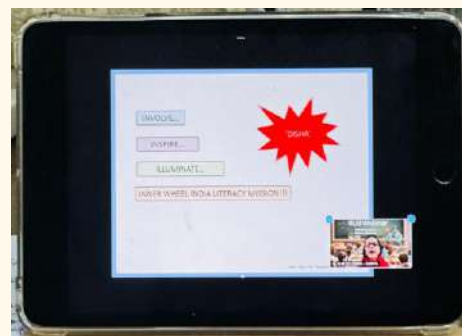 INVOLVE...
'DISHA'
INSPIRE...
ILLUMINATE...
INNER WHEEL INDIA LITERACY MISSION !!!